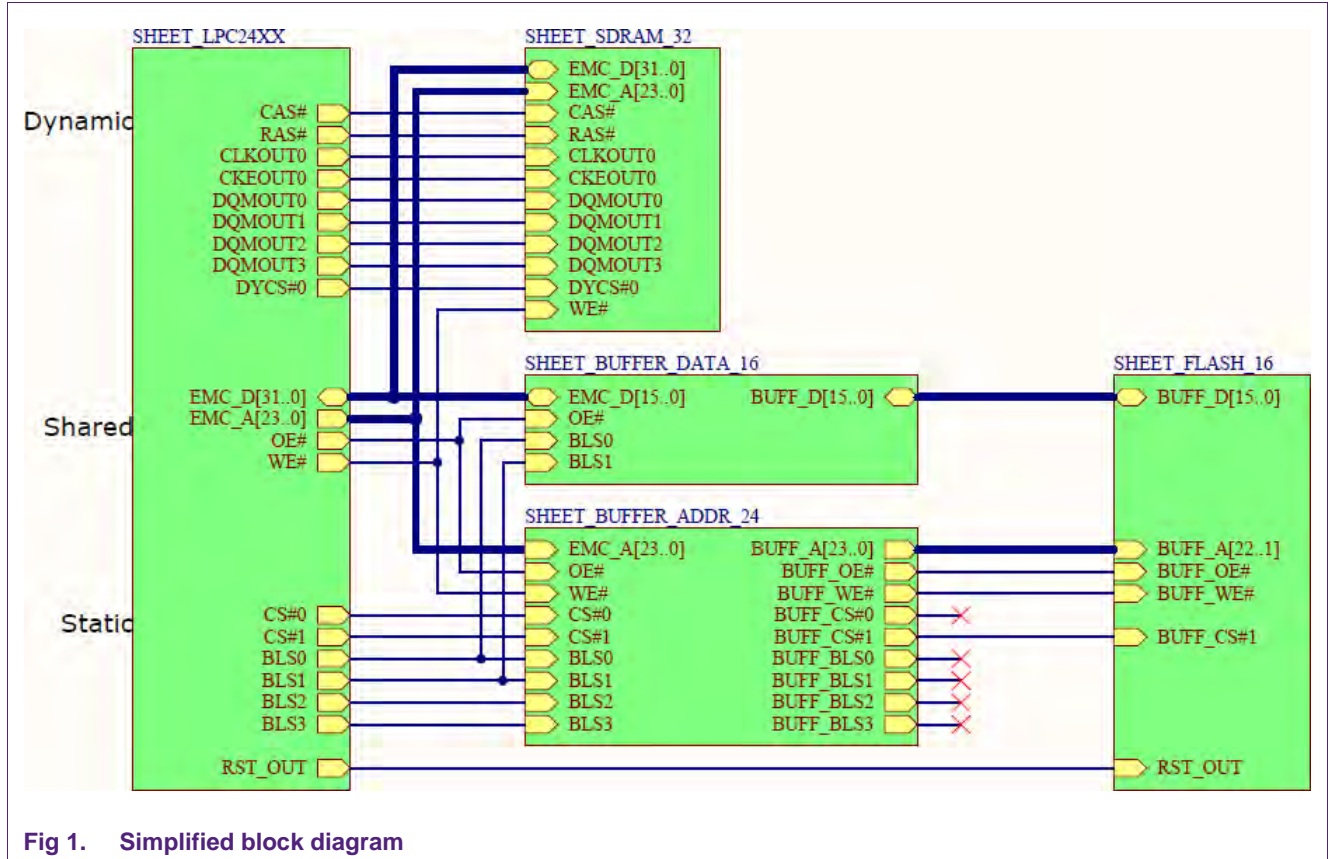 SHEET_LPC24XX
Dynamic
CAS#
RAS#
CLKOUT0
CKEOUT0
DQMOUT0
DQMOUT1
DQMOUT2
DQMOUT3
DYCS#0
Shared
EMC_D[31..0]
EMC_A[23..0]
OE#
WE#
Static
CS#0
CS#1
BLS0
BLS1
BLS2
BLS3
RST_OUT
SHEET_SDRAM_32
EMC_D[31..0]
EMC_A[23..0]
CAS#
RAS#
CLKOUT0
CKEOUT0
DQMOUT0
DQMOUT1
DQMOUT2
DQMOUT3
DYCS#0
WE#
SHEET_BUFFER_DATA_16
EMC_D[15..0] BUFF_D[15..0]
OE#
BLS0
BLS1
SHEET_BUFFER_ADDR_24
EMC_A[23..0] BUFF_A[23..0]
OE# BUFF_OE#
WE# BUFF_WE#
CS#0 BUFF_CS#0
CS#1 BUFF_CS#1
BLS0 BUFF_BLS0
BLS1 BUFF_BLS1
BLS2 BUFF_BLS2
BLS3 BUFF_BLS3
SHEET_FLASH_16
BUFF_D[15..0]
BUFF_A[22..1]
BUFF_OE#
BUFF_WE#
BUFF_CS#1
RST_OUT
Fig 1. Simplified block diagram